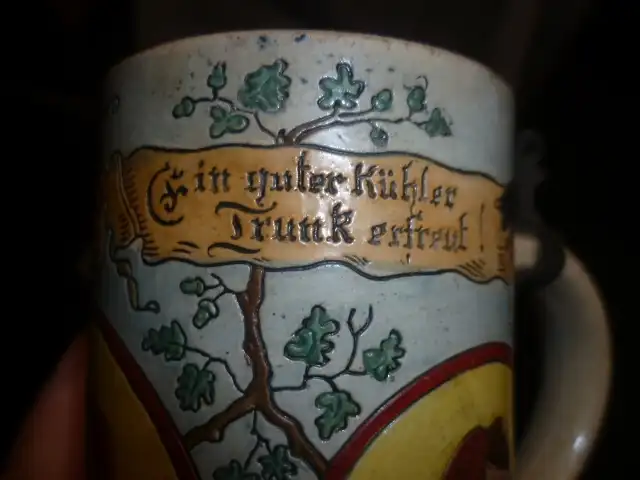 Ein guter Kühler
Trunk erfreut!